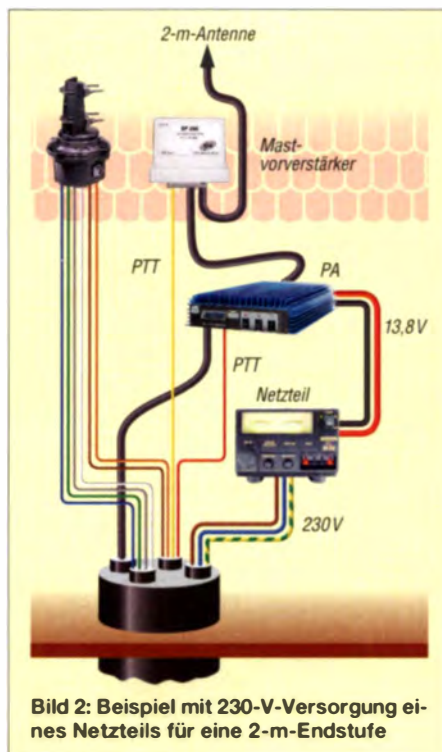 2-m-Antenne
Mast-
vorverstärker
PTT
PA
13,8V
PTT
Netzteil
230V
Bild 2: Beispiel mit 230-V-Versorgung ei-
nes Netzteils für eine 2-m-Endstufe